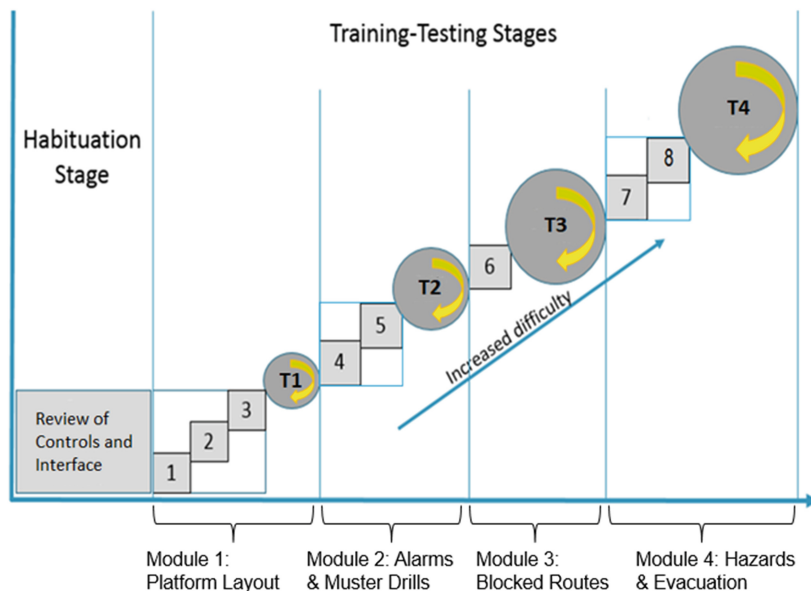 Training-Testing Stages
Habituation
Stage
Review of
Controls and
Interface
1
2
3
T1
4
5
T2
6
T3
7
8
T4
Increased difficulty
Module 1:
Platform Layout
Module 2: Alarms
& Muster Drills
Module 3:
Blocked Routes
Module 4: Hazards
& Evacuation